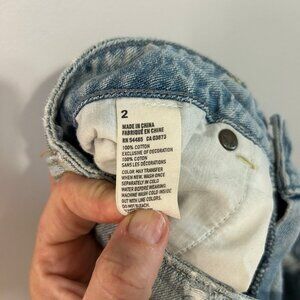 2
MADE IN CHINA
FABRIQUÉ EN CHINE
RN 54485 CA 03873
100% COTTON
EXCLUSIVE OF DECORATION
100% COTON
SANS LES DÉCORATIONS
COLOR MAY TRANSFER
WHEN NEW. WASH ONCE
SEPARATELY IN COLD
WATER BEFORE WEARING
MACHINE WASH COLD INSIDE
OUT WITH LIKE COLORS.
DO NOT BLEACH.